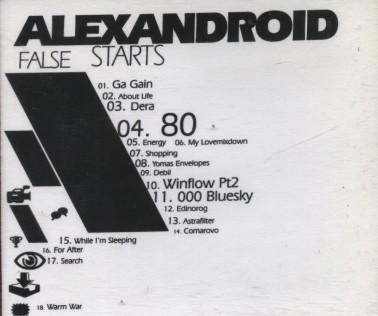 ALEXANDROID
FALSE STARTS
01. Ga Gain
02. About Life
03. Dera
04. 80
05. Energy 06. My Lovemixdown
07. Shopping
08. Yomas Envelopes
09. Debil
10. Winflow Pt2
11. 000 Bluesky
12. Edinorog
13. Astrafilter
14. Comarovo
15. While I'm Sleeping
16. For After
17. Search
18. Warm War